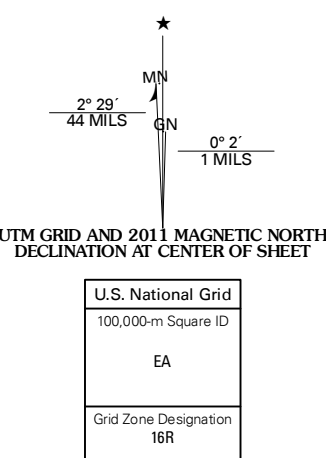 ★
MN
2° 29´
44 MILS
GN
0° 2´
1 MILS
UTM GRID AND 2011 MAGNETIC NORTH
DECLINATION AT CENTER OF SHEET
U.S. National Grid
100,000-m Square ID
EA
Grid Zone Designation
16R